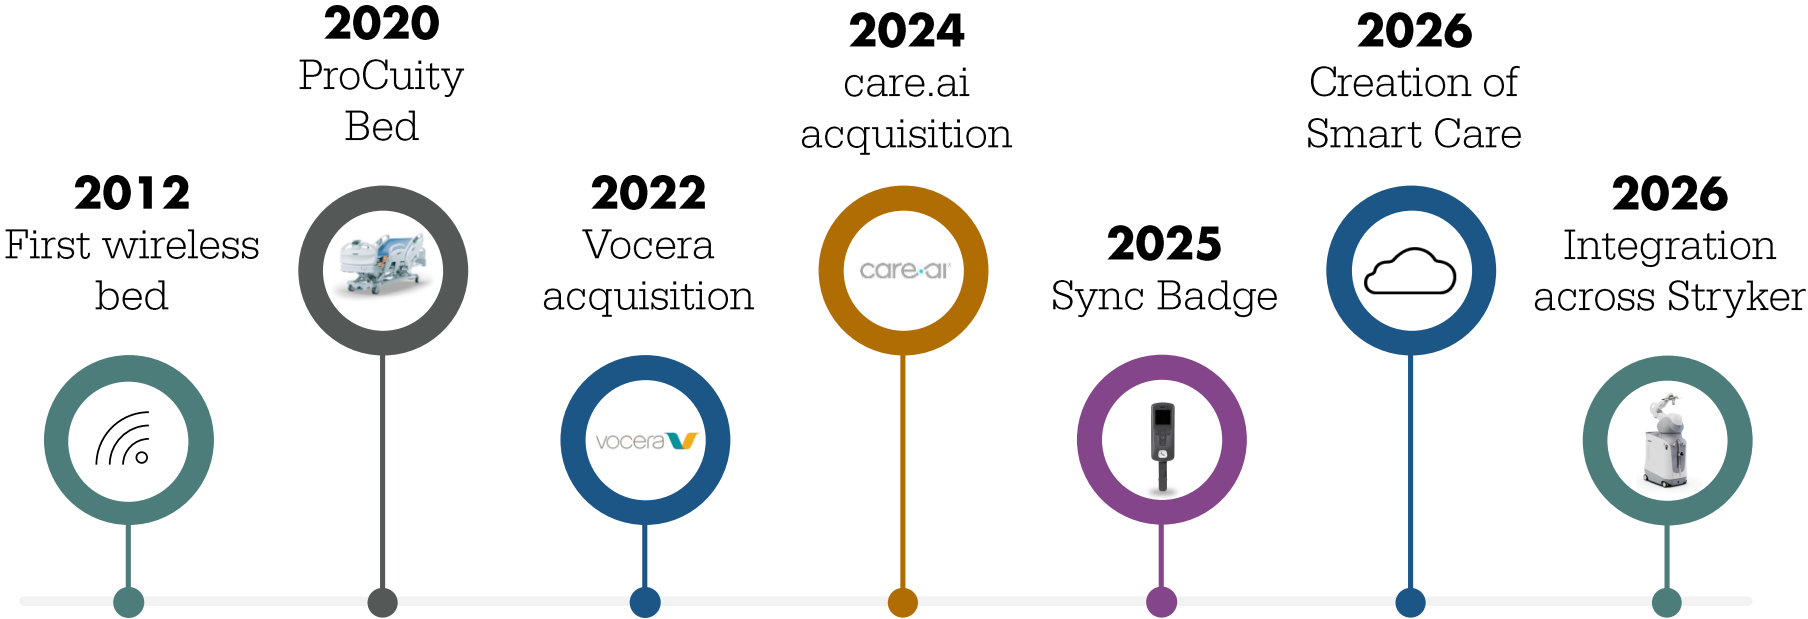 2012
First wireless
bed
2020
ProCuity
Bed
2022
Vocera
acquisition
vocera
2024
care.ai
acquisition
care.ai
2025
Sync Badge
2026
Creation of
Smart Care
2026
Integration
across Stryker